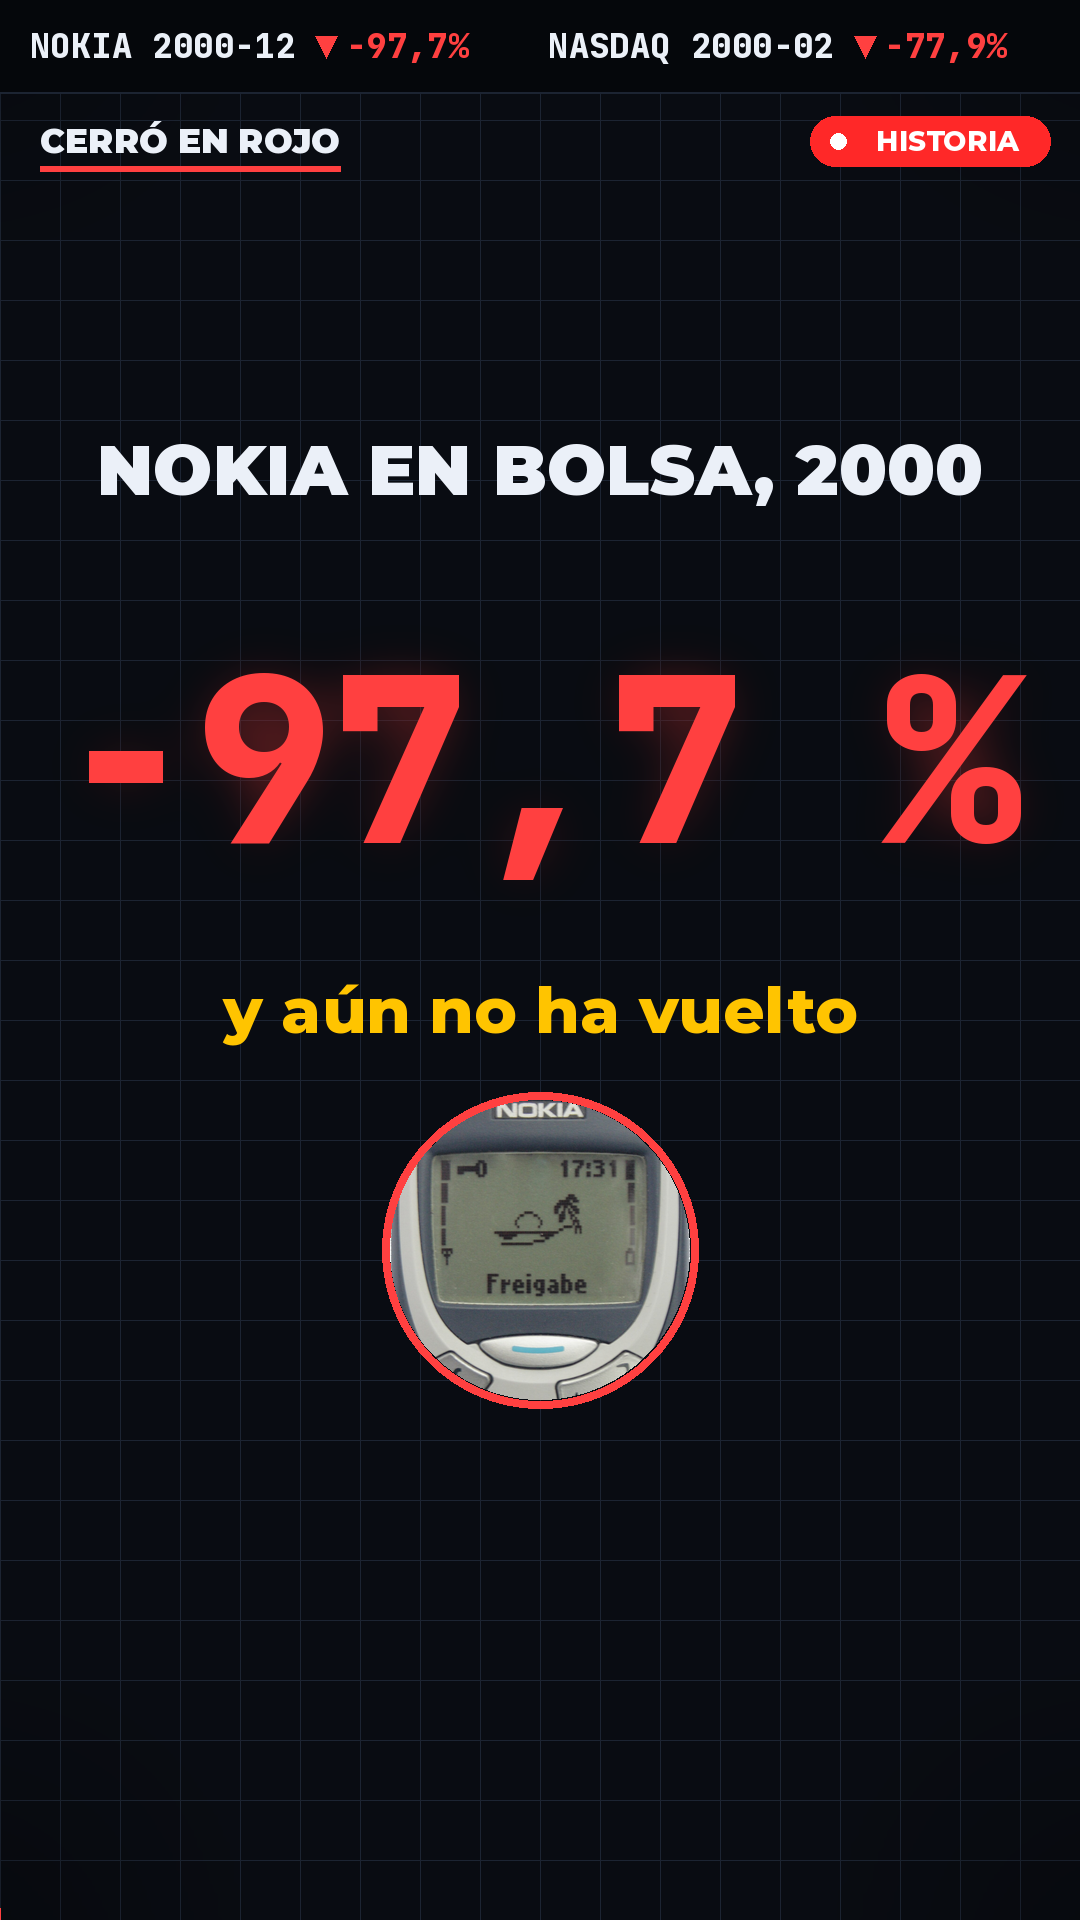 NOKIA 2000-12 ▼-97,7% NASDAQ 2000-02 ▼-77,9%
CERRÓ EN ROJO
HISTORIA
NOKIA EN BOLSA, 2000
-97,7 %
y aún no ha vuelto
NOKIA
17:31
Freigabe